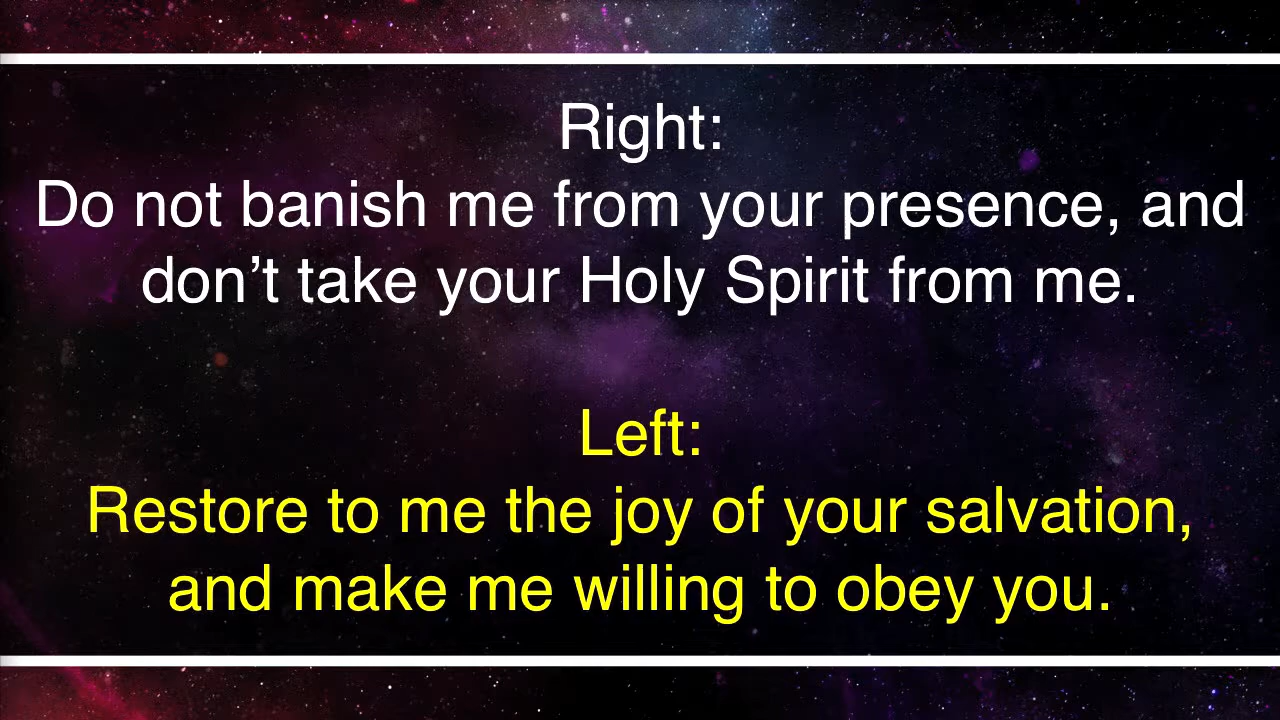 Right:
Do not banish me from your presence, and
don’t take your Holy Spirit from me.
Left:
Restore to me the joy of your salvation,
and make me willing to obey you.